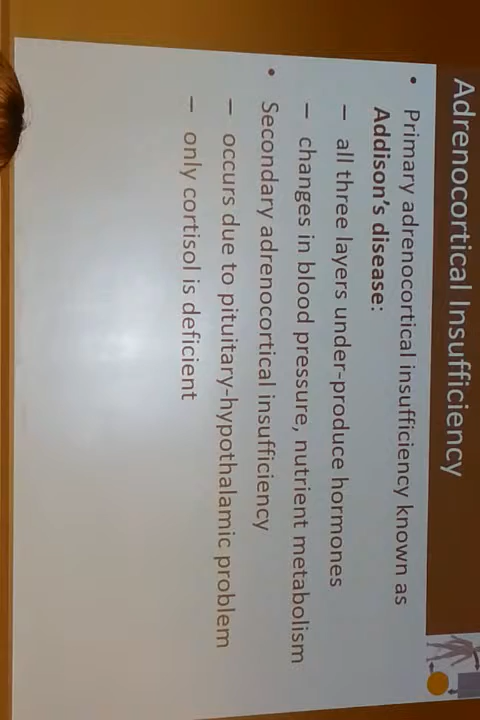 Adrenocortical Insufficiency
• Primary adrenocortical insufficiency known as
Addison's disease:
– all three layers under-produce hormones
– changes in blood pressure, nutrient metabolism
• Secondary adrenocortical insufficiency
– occurs due to pituitary-hypothalamic problem
– only cortisol is deficient